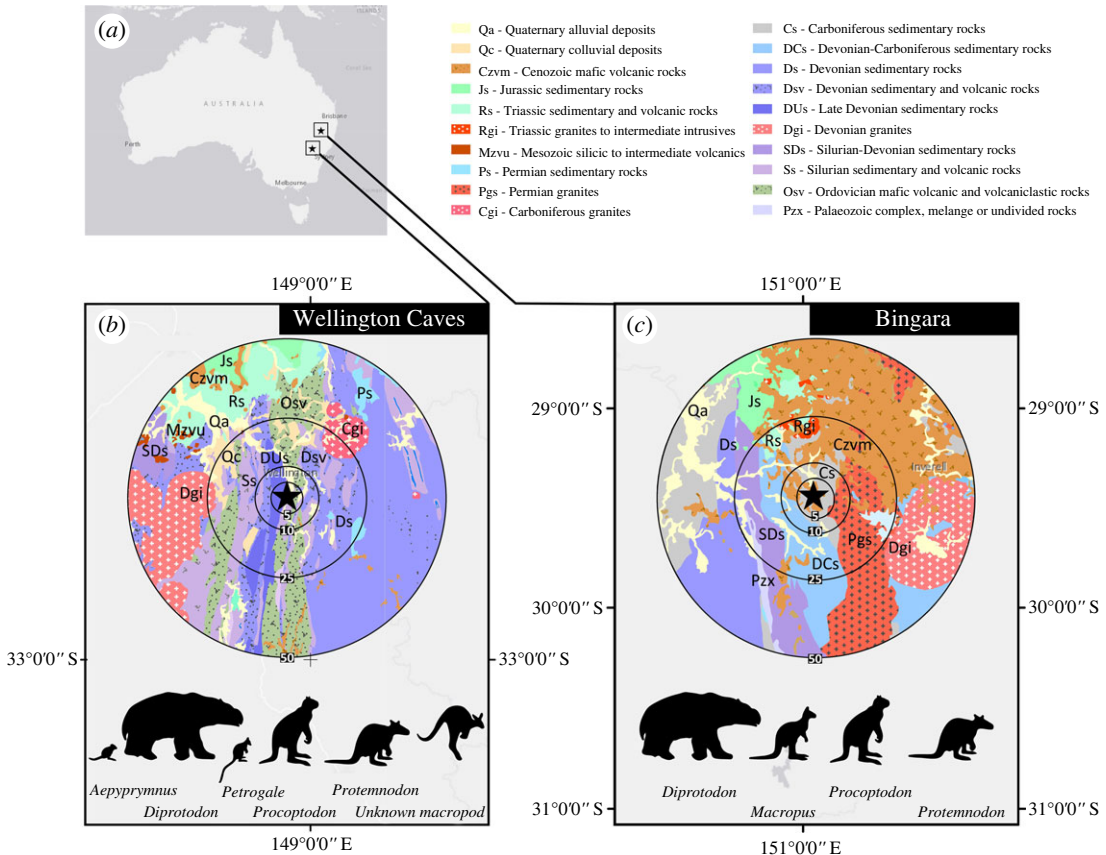 (a)
AUSTRALIA
Brisbane
Perth
Sydney
Melbourne
Qa - Quaternary alluvial deposits
Qc - Quaternary colluvial deposits
Czvm - Cenozoic mafic volcanic rocks
Js - Jurassic sedimentary rocks
Rs - Triassic sedimentary and volcanic rocks
Rgi - Triassic granites to intermediate intrusives
Mzvu - Mesozoic silicic to intermediate volcanics
Ps - Permian sedimentary rocks
Pgs - Permian granites
Cgi - Carboniferous granites
Cs - Carboniferous sedimentary rocks
DCs - Devonian-Carboniferous sedimentary rocks
Ds - Devonian sedimentary rocks
Dsv - Devonian sedimentary and volcanic rocks
DUs - Late Devonian sedimentary rocks
Dgi - Devonian granites
SDs - Silurian-Devonian sedimentary rocks
Ss - Silurian sedimentary and volcanic rocks
Osv - Ordovician mafic volcanic and volcaniclastic rocks
Pzx - Palaeozoic complex, melange or undivided rocks
149°0′0″ E
(b)
Wellington Caves
Js
Czvm
Rs
Osv
Ps
Qa
Mzvu
Cgi
SDs
Qc
DUs
Dsv
Wellington
Ss
Dgi
Ds
5
10
25
50
33°0′0″ S
Aepyprymnus
Petrogale
Protemnodon
Diprotodon
Procoptodon
Unknown macropod
149°0′0″ E
151°0′0″ E
(c)
Bingara
29°0′0″ S
Js
Qa
Rgi
Ds
Rs
Czvm
Inverell
Cs
5
10
SDs
Pgs
Dgi
DCs
Pzx
25
50
30°0′0″ S
33°0′0″ S
Diprotodon
Procoptodon
Macropus
Protemnodon
31°0′0″ S
151°0′0″ E